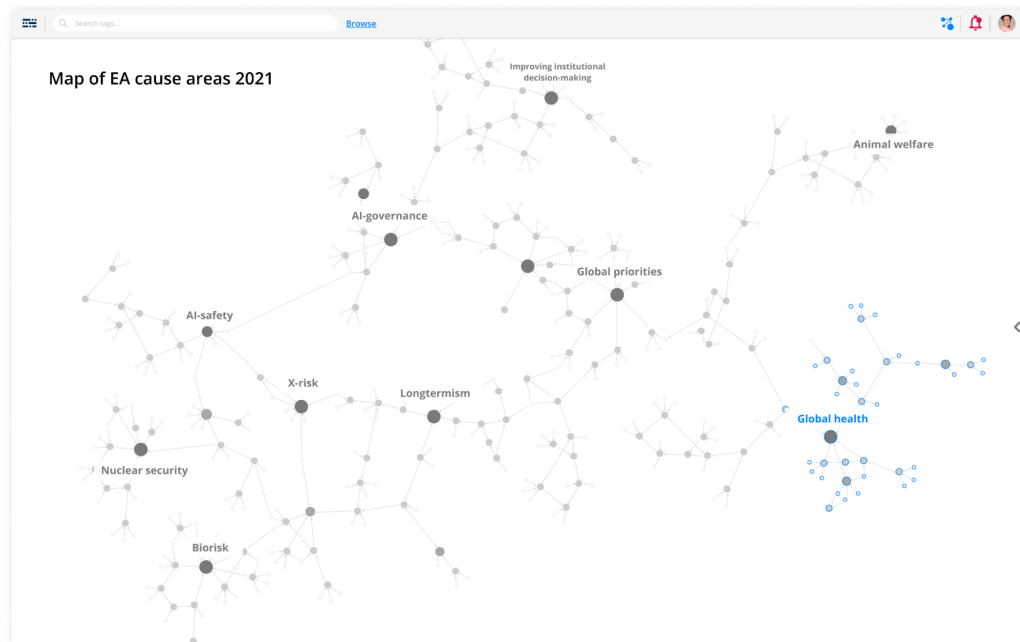 Search tags...
Browse
Map of EA cause areas 2021
Improving institutional
decision-making
Animal welfare
AI-governance
Global priorities
AI-safety
X-risk
Longtermism
Global health
Nuclear security
Biorisk